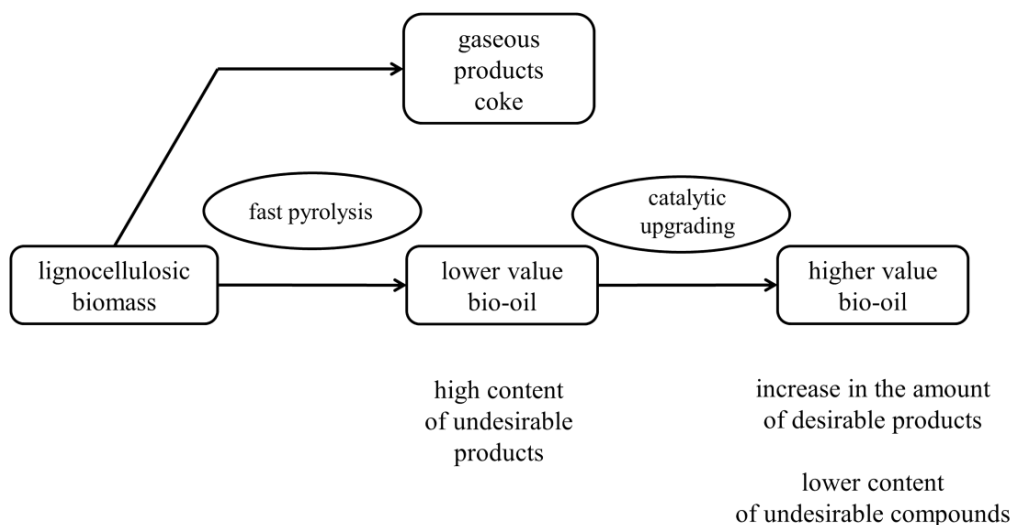 gaseous
products
coke
fast pyrolysis
catalytic
upgrading
lignocellulosic
biomass
lower value
bio-oil
higher value
bio-oil
high content
of undesirable
products
increase in the amount
of desirable products
lower content
of undesirable compounds